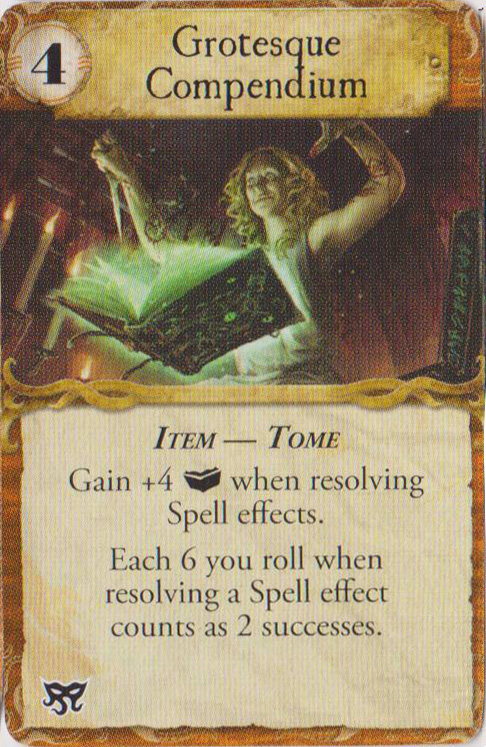 4
Grotesque
Compendium
ITEM — TOME
Gain +4 when resolving
Spell effects.
Each 6 you roll when
resolving a Spell effect
counts as 2 successes.